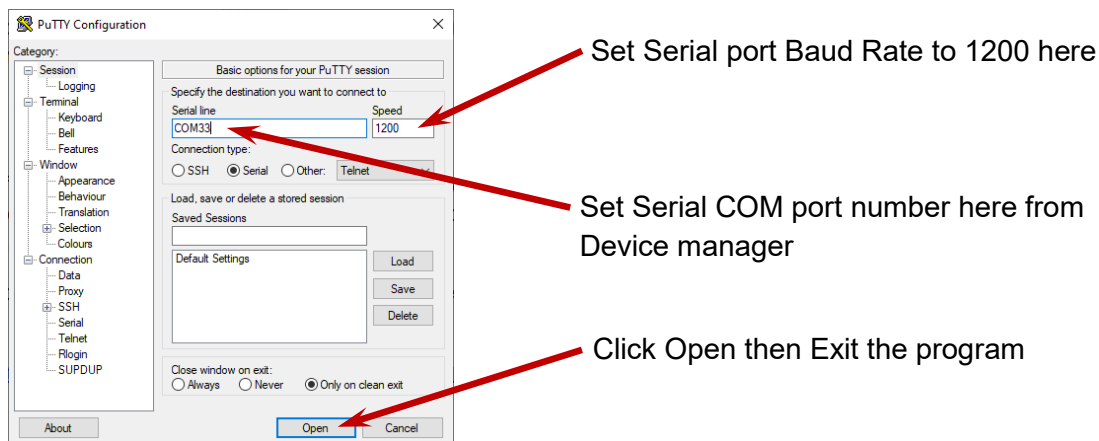 PuTTY Configuration
Category:
Session
Logging
Terminal
Keyboard
Bell
Features
Window
Appearance
Behaviour
Translation
Selection
Colours
Connection
Data
Proxy
SSH
Serial
Telnet
Rlogin
SUPDUP
Basic options for your PuTTY session
Specify the destination you want to connect to
Serial line Speed
COM33 1200
Connection type:
SSH Serial Other: Telnet
Load, save or delete a stored session
Saved Sessions
Default Settings
Load
Save
Delete
Close window on exit:
Always Never Only on clean exit
About Open Cancel
Set Serial port Baud Rate to 1200 here
Set Serial COM port number here from
Device manager
Click Open then Exit the program